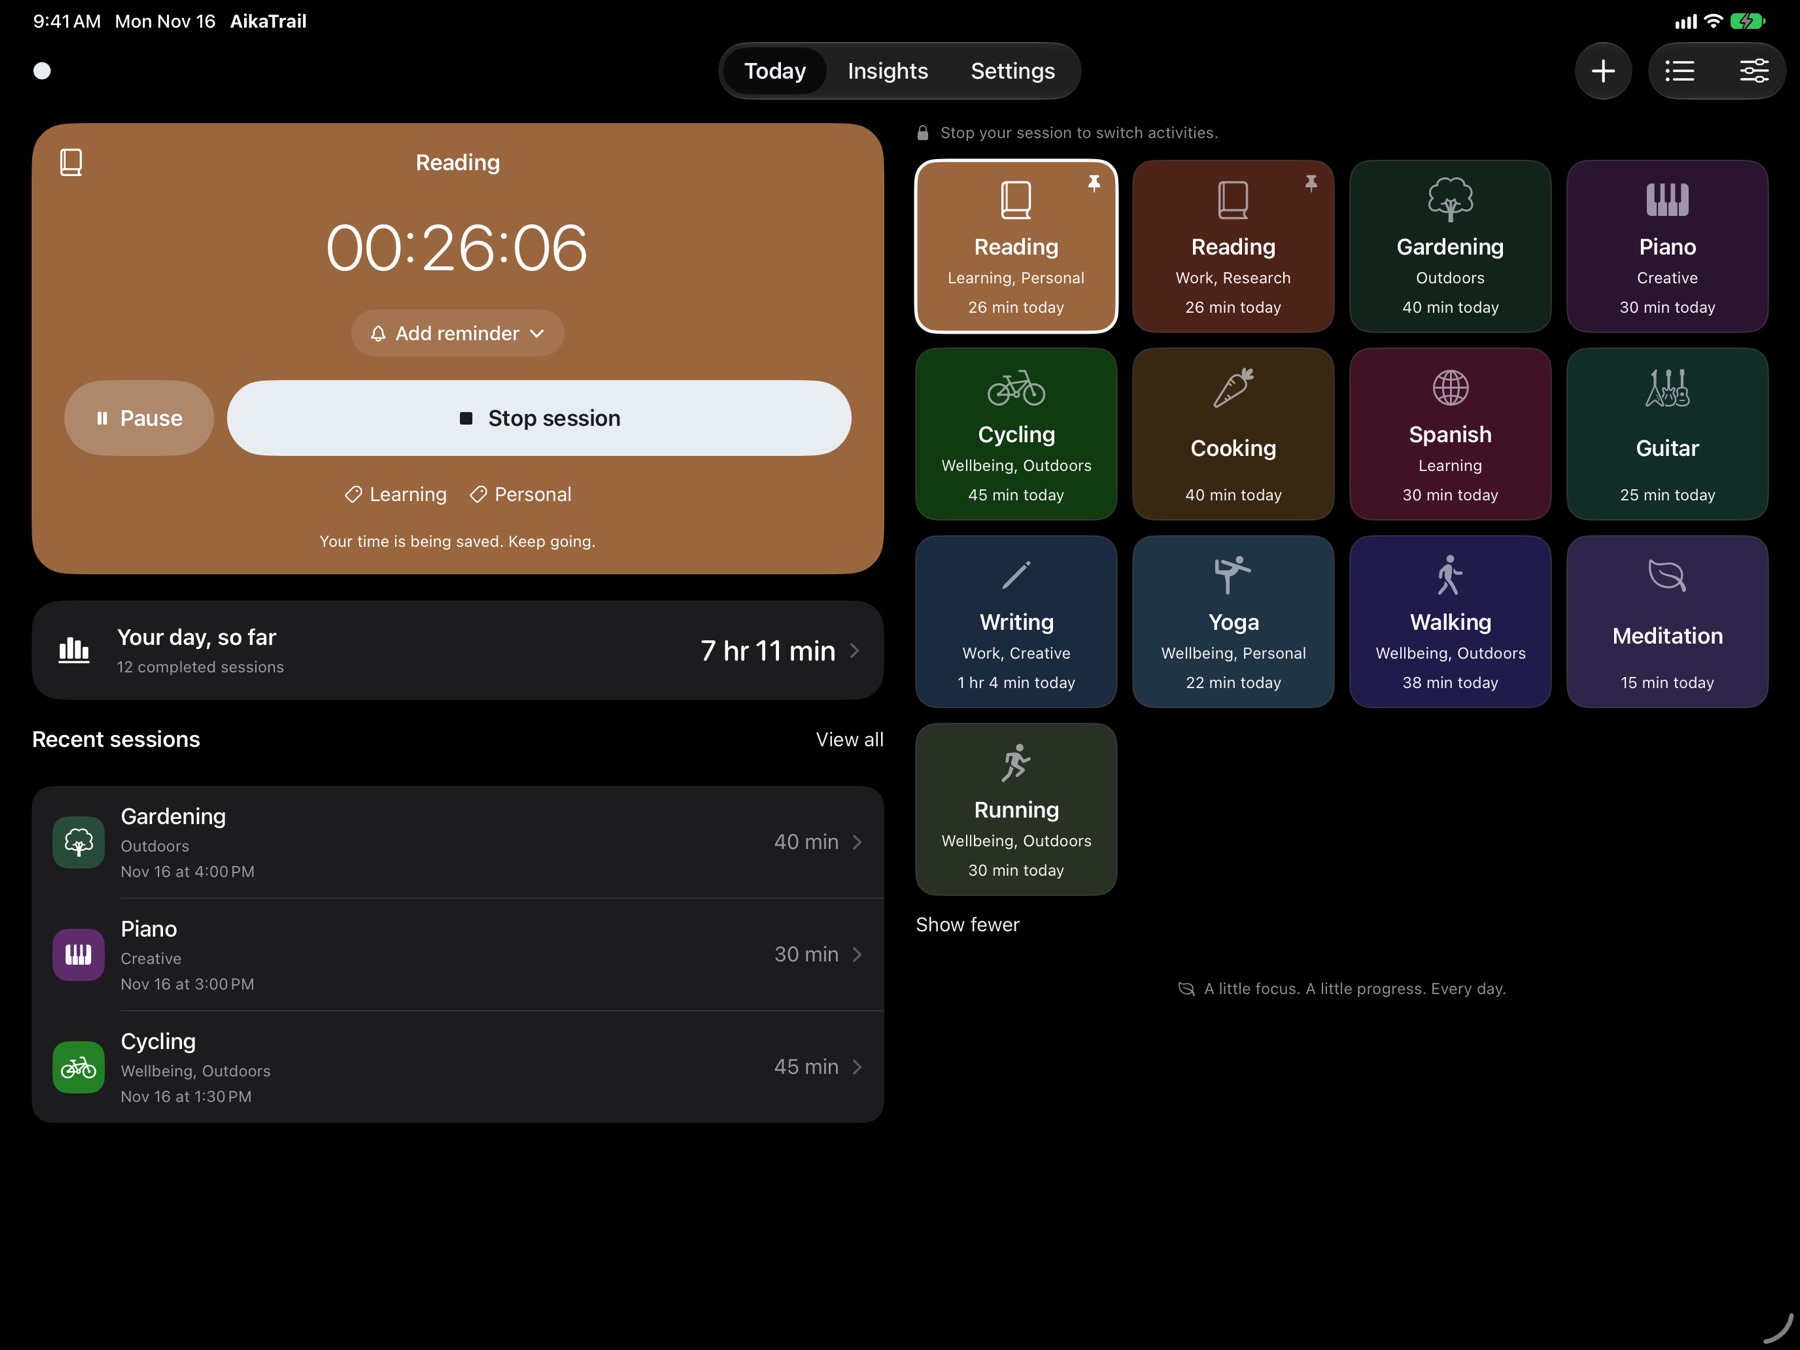 9:41 AM Mon Nov 16 AikaTrail
Today Insights Settings
Reading
00:26:06
Add reminder
Pause
Stop session
Learning Personal
Your time is being saved. Keep going.
Your day, so far
12 completed sessions
7 hr 11 min
Recent sessions
View all
Gardening
Outdoors
Nov 16 at 4:00 PM
40 min
Piano
Creative
Nov 16 at 3:00 PM
30 min
Cycling
Wellbeing, Outdoors
Nov 16 at 1:30 PM
45 min
Stop your session to switch activities.
Reading
Learning, Personal
26 min today
Reading
Work, Research
26 min today
Gardening
Outdoors
40 min today
Piano
Creative
30 min today
Cycling
Wellbeing, Outdoors
45 min today
Cooking
40 min today
Spanish
Learning
30 min today
Guitar
25 min today
Writing
Work, Creative
1 hr 4 min today
Yoga
Wellbeing, Personal
22 min today
Walking
Wellbeing, Outdoors
38 min today
Meditation
15 min today
Running
Wellbeing, Outdoors
30 min today
Show fewer
A little focus. A little progress. Every day.